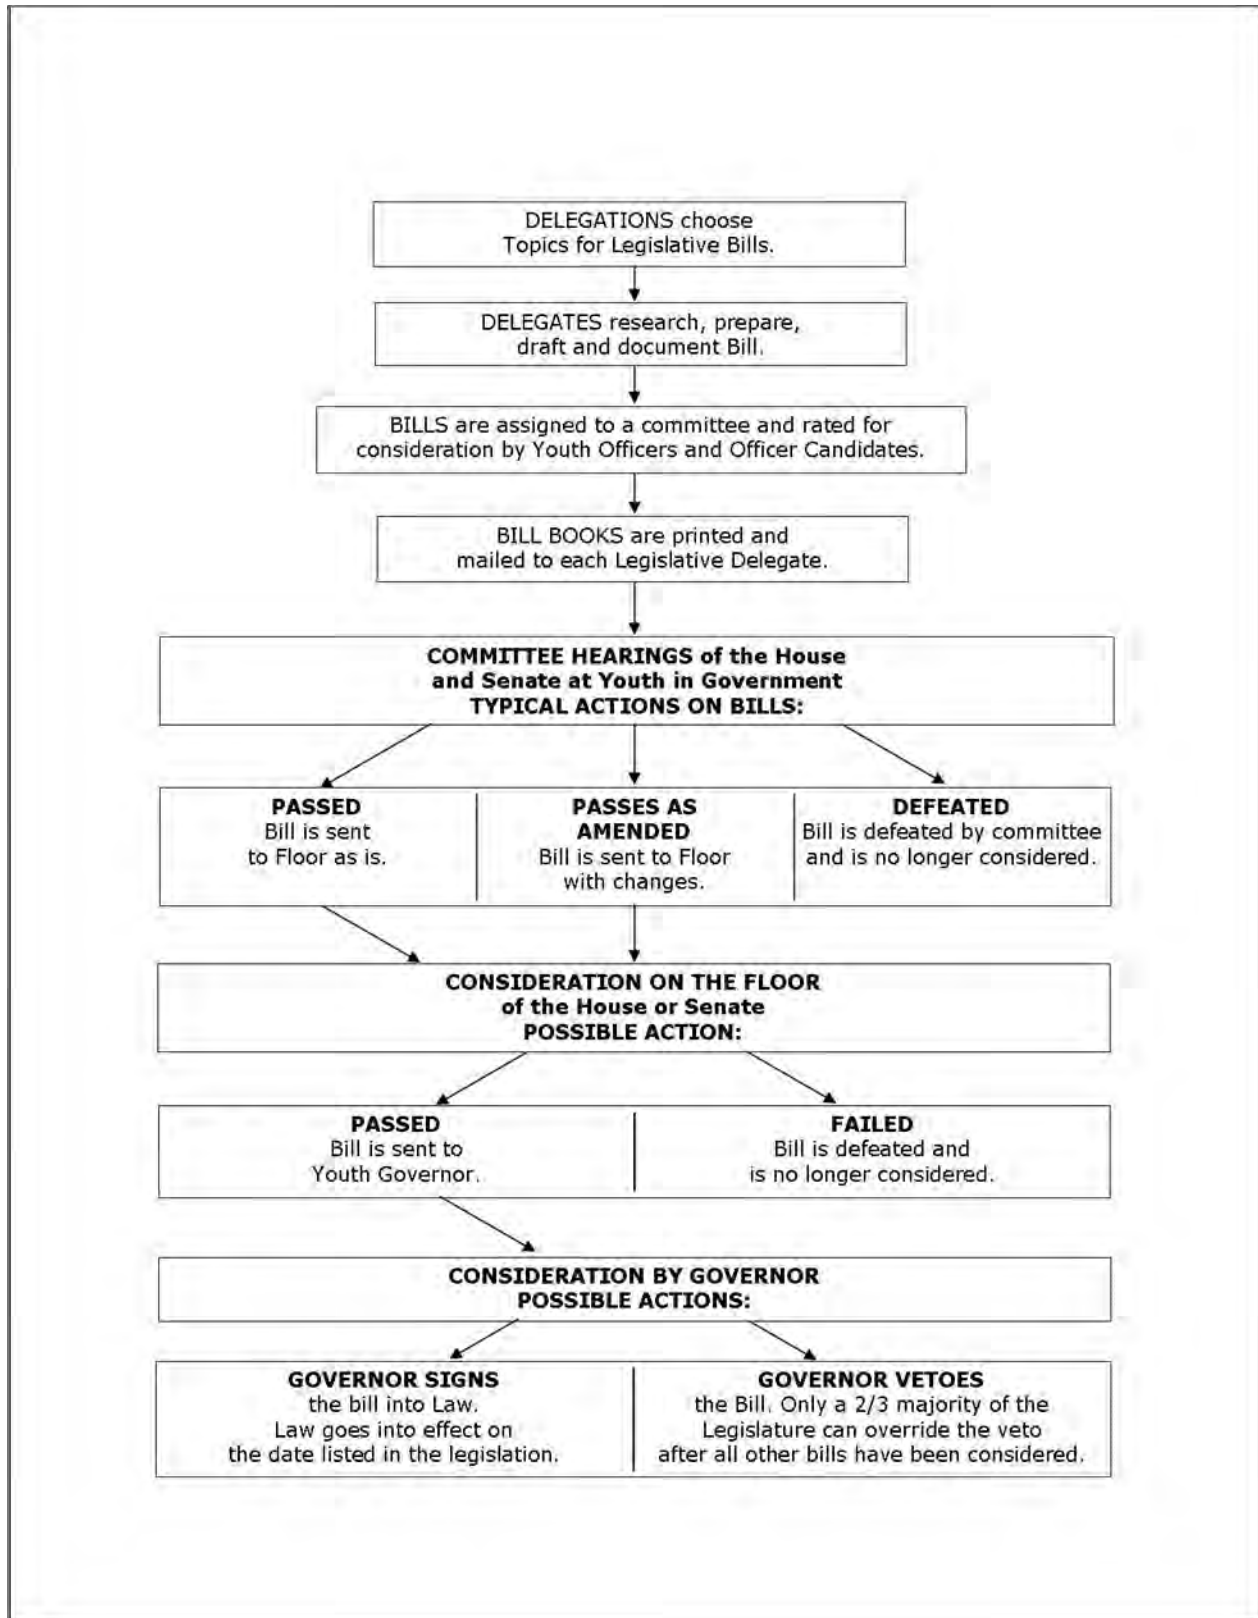 DELEGATIONS choose
Topics for Legislative Bills.
DELEGATES research, prepare,
draft and document Bill.
BILLS are assigned to a committee and rated for
consideration by Youth Officers and Officer Candidates.
BILL BOOKS are printed and
mailed to each Legislative Delegate.
COMMITTEE HEARINGS of the House
and Senate at Youth in Government
TYPICAL ACTIONS ON BILLS:
PASSED
Bill is sent
to Floor as is.
PASSES AS
AMENDED
Bill is sent to Floor
with changes.
DEFEATED
Bill is defeated by committee
and is no longer considered.
CONSIDERATION ON THE FLOOR
of the House or Senate
POSSIBLE ACTION:
PASSED
Bill is sent to
Youth Governor.
FAILED
Bill is defeated and
is no longer considered.
CONSIDERATION BY GOVERNOR
POSSIBLE ACTIONS:
GOVERNOR SIGNS
the bill into Law.
Law goes into effect on
the date listed in the legislation.
GOVERNOR VETOES
the Bill. Only a 2/3 majority of the
Legislature can override the veto
after all other bills have been considered.